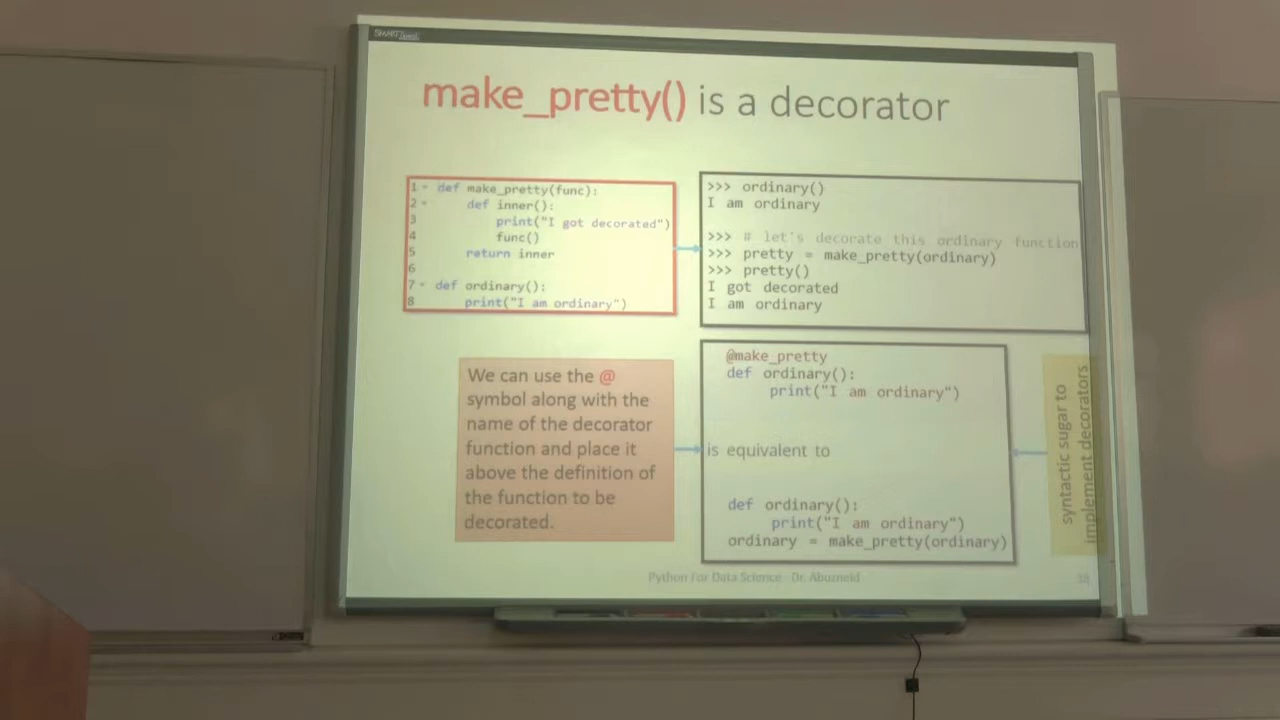 make_pretty() is a decorator
1 def make_pretty(func):
2 def inner():
3 print("I got decorated")
4 func()
5 return inner
6
7 def ordinary():
8 print("I am ordinary")
>>> ordinary()
I am ordinary
>>> # let's decorate this ordinary function
>>> pretty = make_pretty(ordinary)
>>> pretty()
I got decorated
I am ordinary
We can use the @
symbol along with the
name of the decorator
function and place it
above the definition of
the function to be
decorated.
@make_pretty
def ordinary():
print("I am ordinary")
is equivalent to
def ordinary():
print("I am ordinary")
ordinary = make_pretty(ordinary)
syntactic sugar to
implement decorators
Python For Data Science - Dr. Abuzneid
38